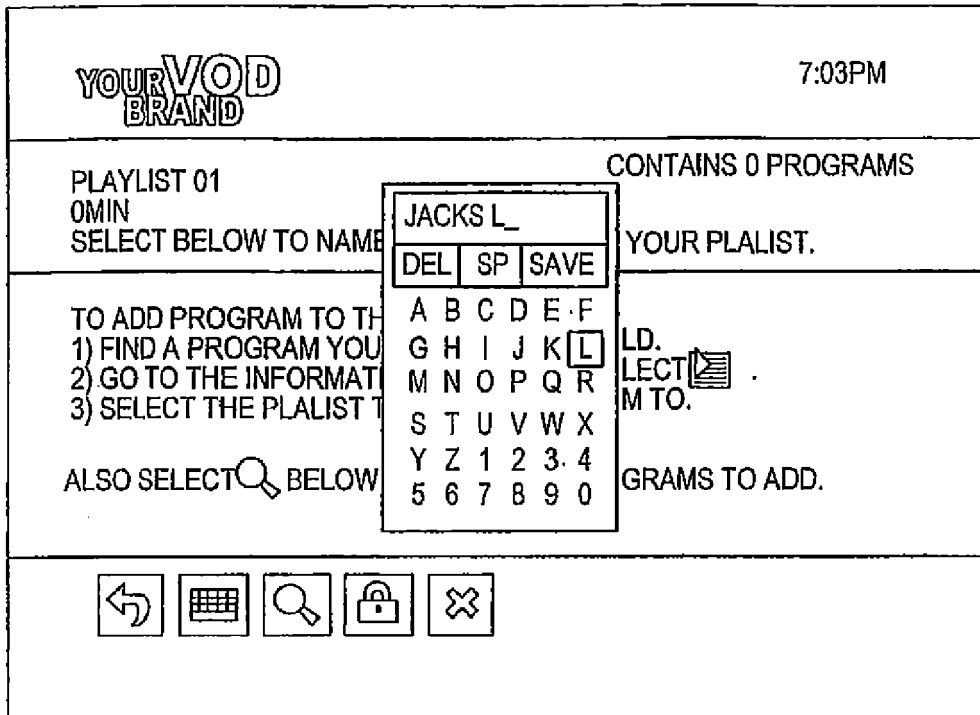 YOUR VOD
BRAND
7:03PM
PLAYLIST 01
CONTAINS 0 PROGRAMS
0MIN
SELECT BELOW TO NAME YOUR PLALIST.
JACKS L_
DEL SP SAVE
A B C D E F
G H I J K L
M N O P Q R
S T U V W X
Y Z 1 2 3 4
5 6 7 8 9 0
TO ADD PROGRAM TO TH
1) FIND A PROGRAM YOU LD.
2) GO TO THE INFORMATI LECT .
3) SELECT THE PLALIST T M TO.
ALSO SELECT BELOW GRAMS TO ADD.